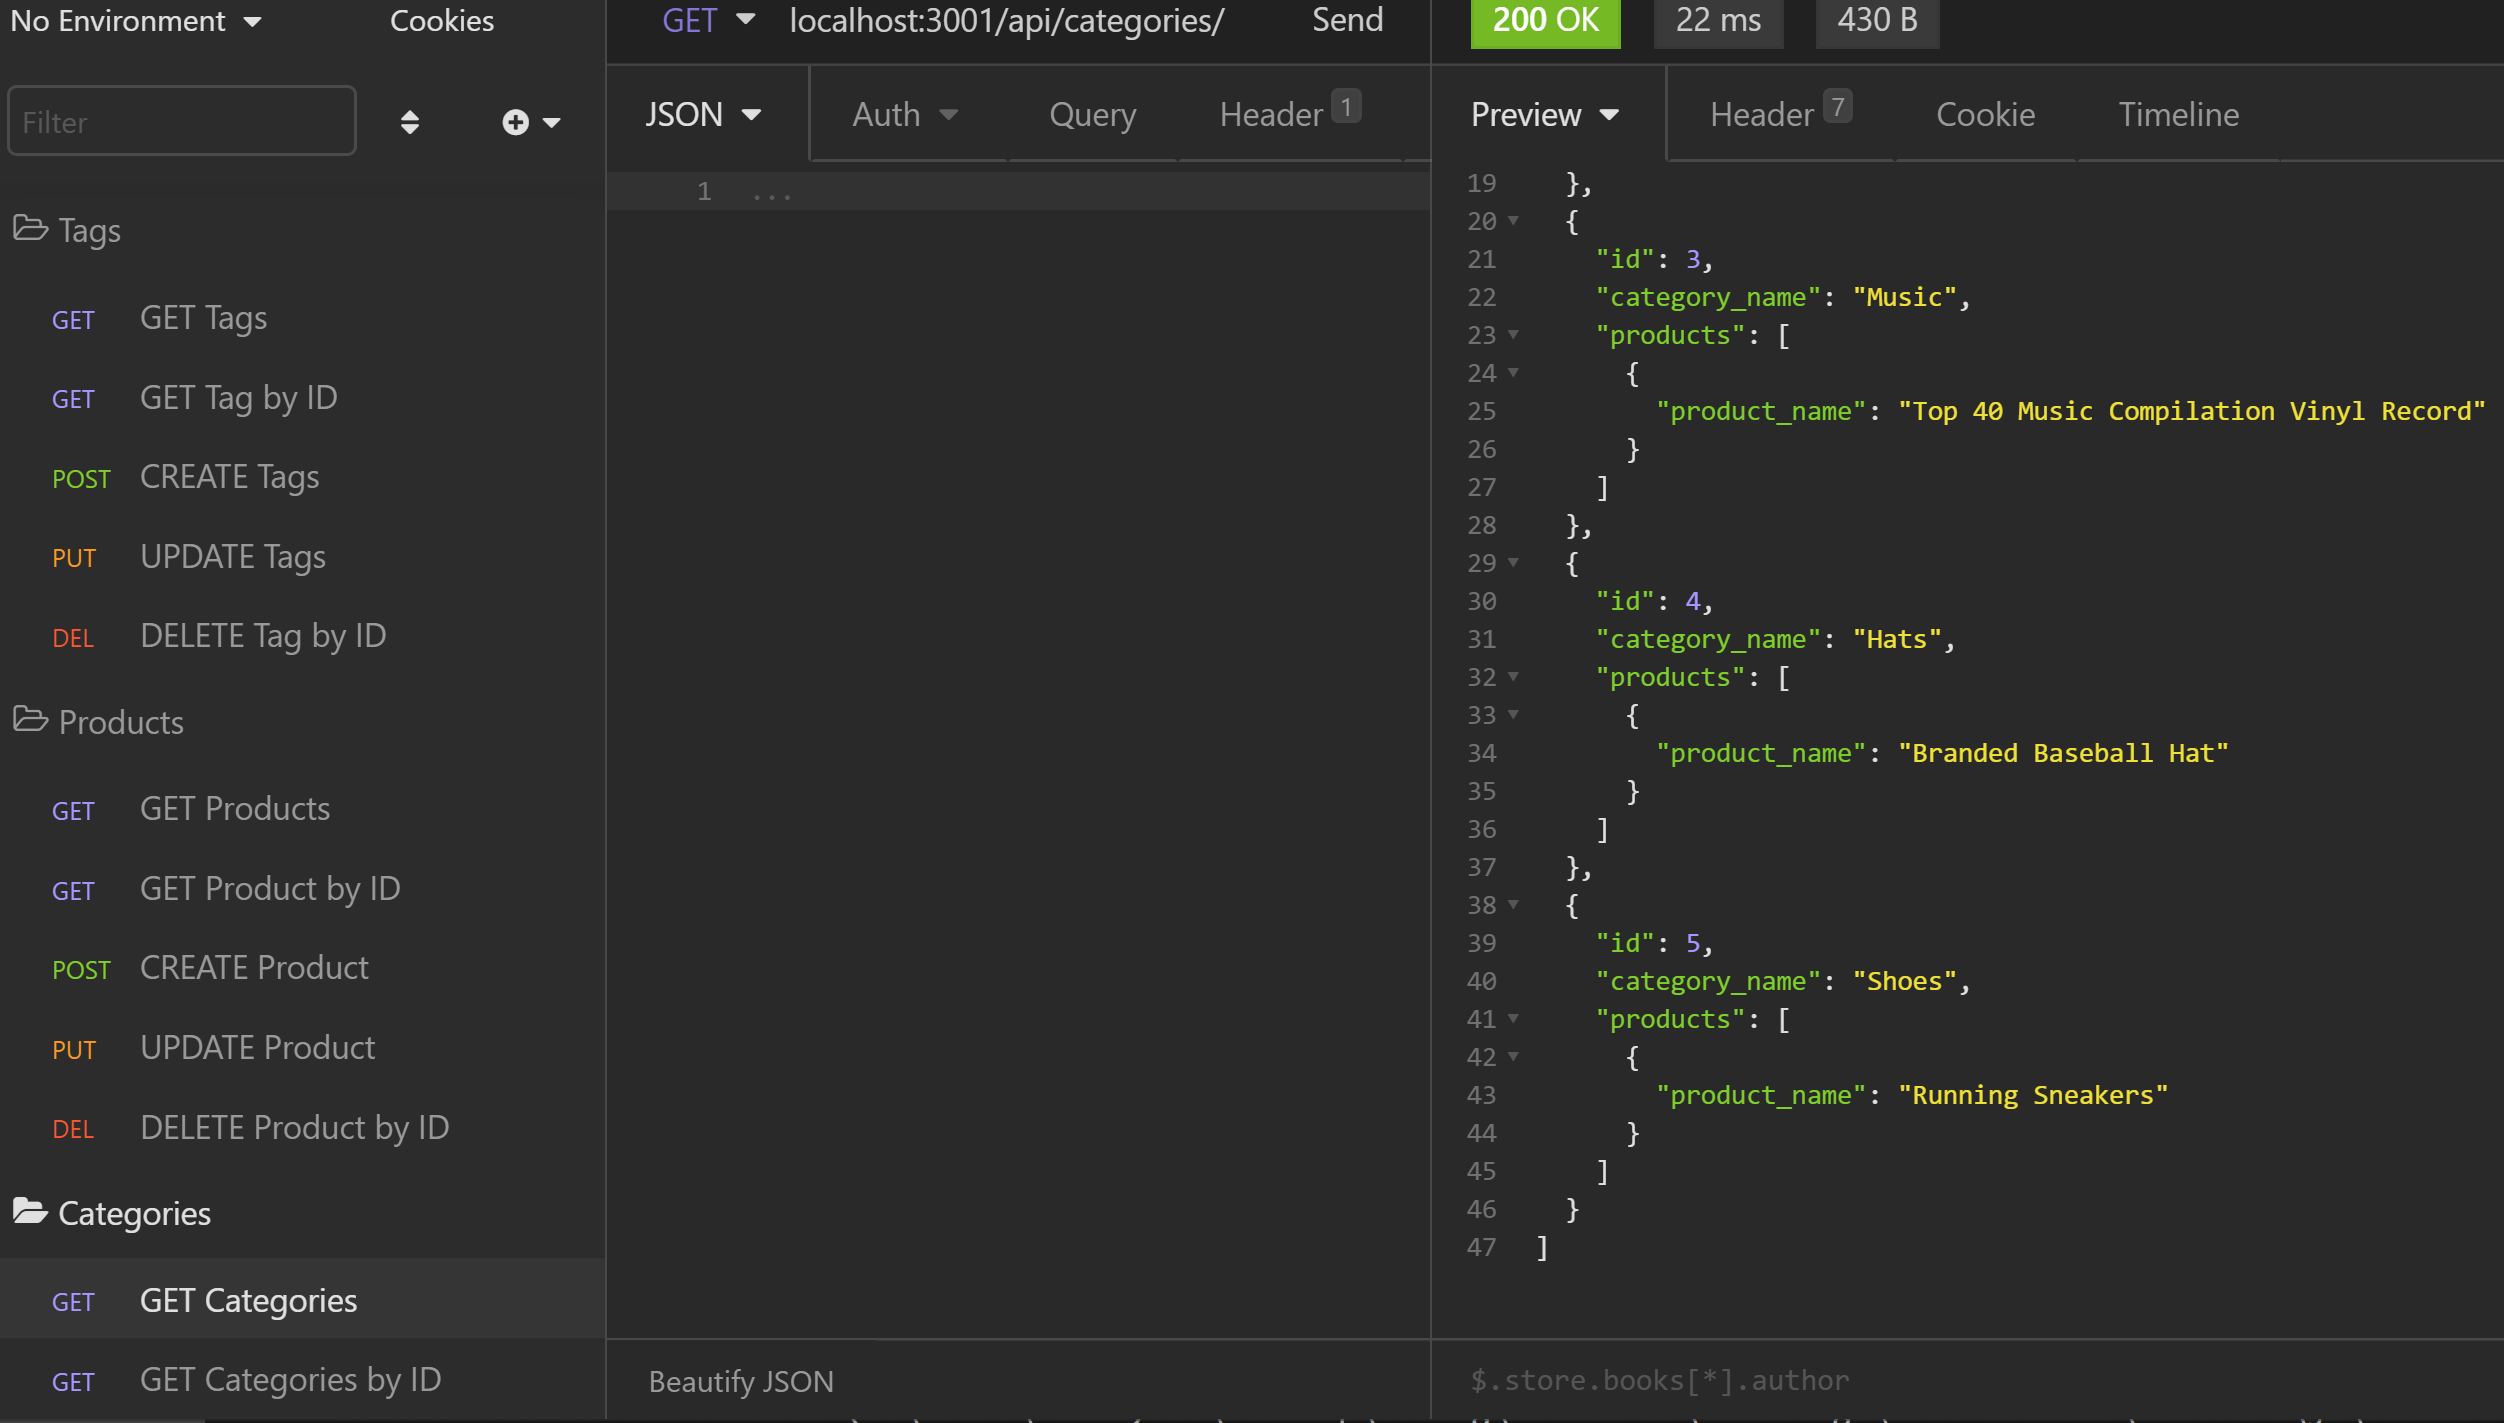 No Environment
Cookies
Filter
Tags
GET GET Tags
GET GET Tag by ID
POST CREATE Tags
PUT UPDATE Tags
DEL DELETE Tag by ID
Products
GET GET Products
GET GET Product by ID
POST CREATE Product
PUT UPDATE Product
DEL DELETE Product by ID
Categories
GET GET Categories
GET GET Categories by ID
GET localhost:3001/api/categories/ Send
JSON Auth Query Header 1
1 ...
Beautify JSON
200 OK 22 ms 430 B
Preview Header 7 Cookie Timeline
19 },
20 {
21 "id": 3,
22 "category_name": "Music",
23 "products": [
24 {
25 "product_name": "Top 40 Music Compilation Vinyl Record"
26 }
27 ]
28 },
29 {
30 "id": 4,
31 "category_name": "Hats",
32 "products": [
33 {
34 "product_name": "Branded Baseball Hat"
35 }
36 ]
37 },
38 {
39 "id": 5,
40 "category_name": "Shoes",
41 "products": [
42 {
43 "product_name": "Running Sneakers"
44 }
45 ]
46 }
47 ]
$.store.books[*].author